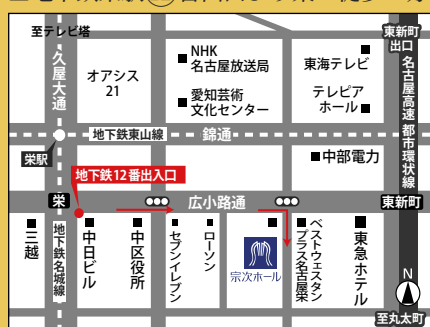 至テレビ塔
久屋大通
オアシス
21
NHK
名古屋放送局
愛知芸術
文化センター
東海テレビ
テレピア
ホール
東新町
出口
名古屋高速 都市環状線
地下鉄東山線
錦通
栄駅
中部電力
地下鉄12番出入口
栄
広小路通
東新町
三越
地下鉄名城線
中日ビル
中区役所
セブンイレブン
ローソン
宗次ホール
ベストウェスタン
プラス名古屋栄
東急ホテル
N
至丸太町